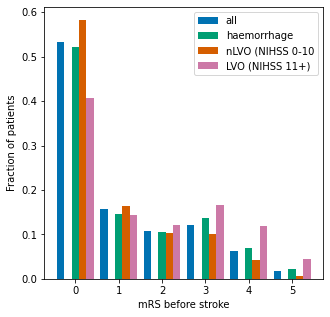 0.6
0.5
0.4
0.3
0.2
0.1
0.0
Fraction of patients
all
haemorrhage
nLVO (NIHSS 0-10
LVO (NIHSS 11+)
0 1 2 3 4 5
mRS before stroke